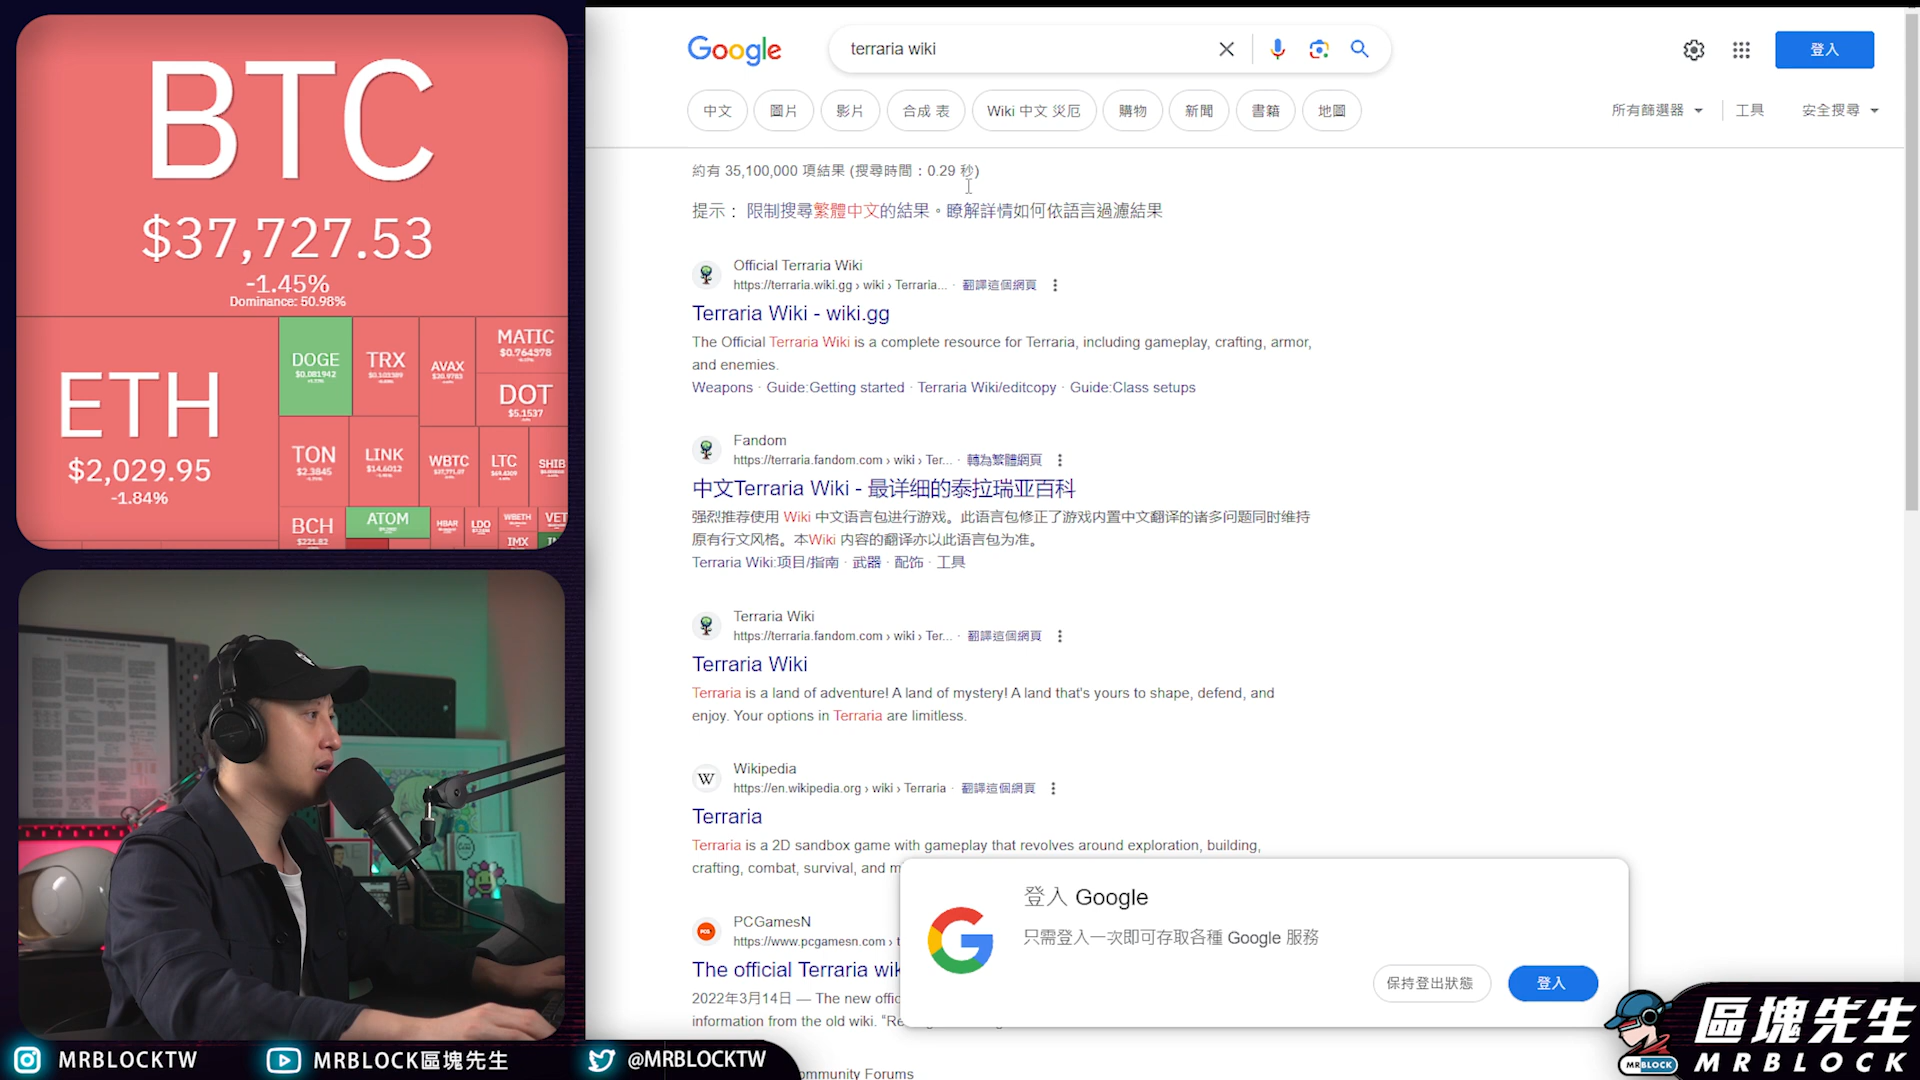 BTC
$37,727.53
-1.45%
Dominance: 50.98%
ETH
$2,029.95
-1.84%
DOGE
$0.081942
TRX
AVAX
MATIC
$0.764378
DOT
$5.1537
TON
$2.3845
LINK
$14.6012
WBTC
LTC
SHIB
BCH
$221.82
ATOM
HBAR
LDO
WBETH
VET
IMX
Google
terraria wiki
登入
中文
圖片
影片
合成 表
Wiki 中文 災厄
購物
新聞
書籍
地圖
所有篩選器
工具
安全搜尋
約有 35,100,000 項結果 (搜尋時間：0.29 秒)
提示： 限制搜尋繁體中文的結果。瞭解詳情如何依語言過濾結果
Official Terraria Wiki
https://terraria.wiki.gg › wiki › Terraria... · 翻譯這個網頁
Terraria Wiki - wiki.gg
The Official Terraria Wiki is a complete resource for Terraria, including gameplay, crafting, armor,
and enemies.
Weapons · Guide:Getting started · Terraria Wiki/editcopy · Guide:Class setups
Fandom
https://terraria.fandom.com › wiki › Ter... · 轉為繁體網頁
中文Terraria Wiki - 最详细的泰拉瑞亚百科
强烈推荐使用 Wiki 中文语言包进行游戏。此语言包修正了游戏内置中文翻译的诸多问题同时维持
原有行文风格。本Wiki 内容的翻译亦以此语言包为准。
Terraria Wiki:项目/指南 · 武器 · 配饰 · 工具
Terraria Wiki
https://terraria.fandom.com › wiki › Ter... · 翻譯這個網頁
Terraria Wiki
Terraria is a land of adventure! A land of mystery! A land that's yours to shape, defend, and
enjoy. Your options in Terraria are limitless.
W
Wikipedia
https://en.wikipedia.org › wiki › Terraria · 翻譯這個網頁
Terraria
Terraria is a 2D sandbox game with gameplay that revolves around exploration, building,
crafting, combat, survival, and m
PCGamesN
https://www.pcgamesn.com › t
The official Terraria wik
2022年3月14日 — The new offic
information from the old wiki. "Re
mmunity Forums
登入 Google
只需登入一次即可存取各種 Google 服務
保持登出狀態
登入
MRBLOCKTW
MRBLOCK區塊先生
@MRBLOCKTW
MRBLOCK
區塊先生
MRBLOCK